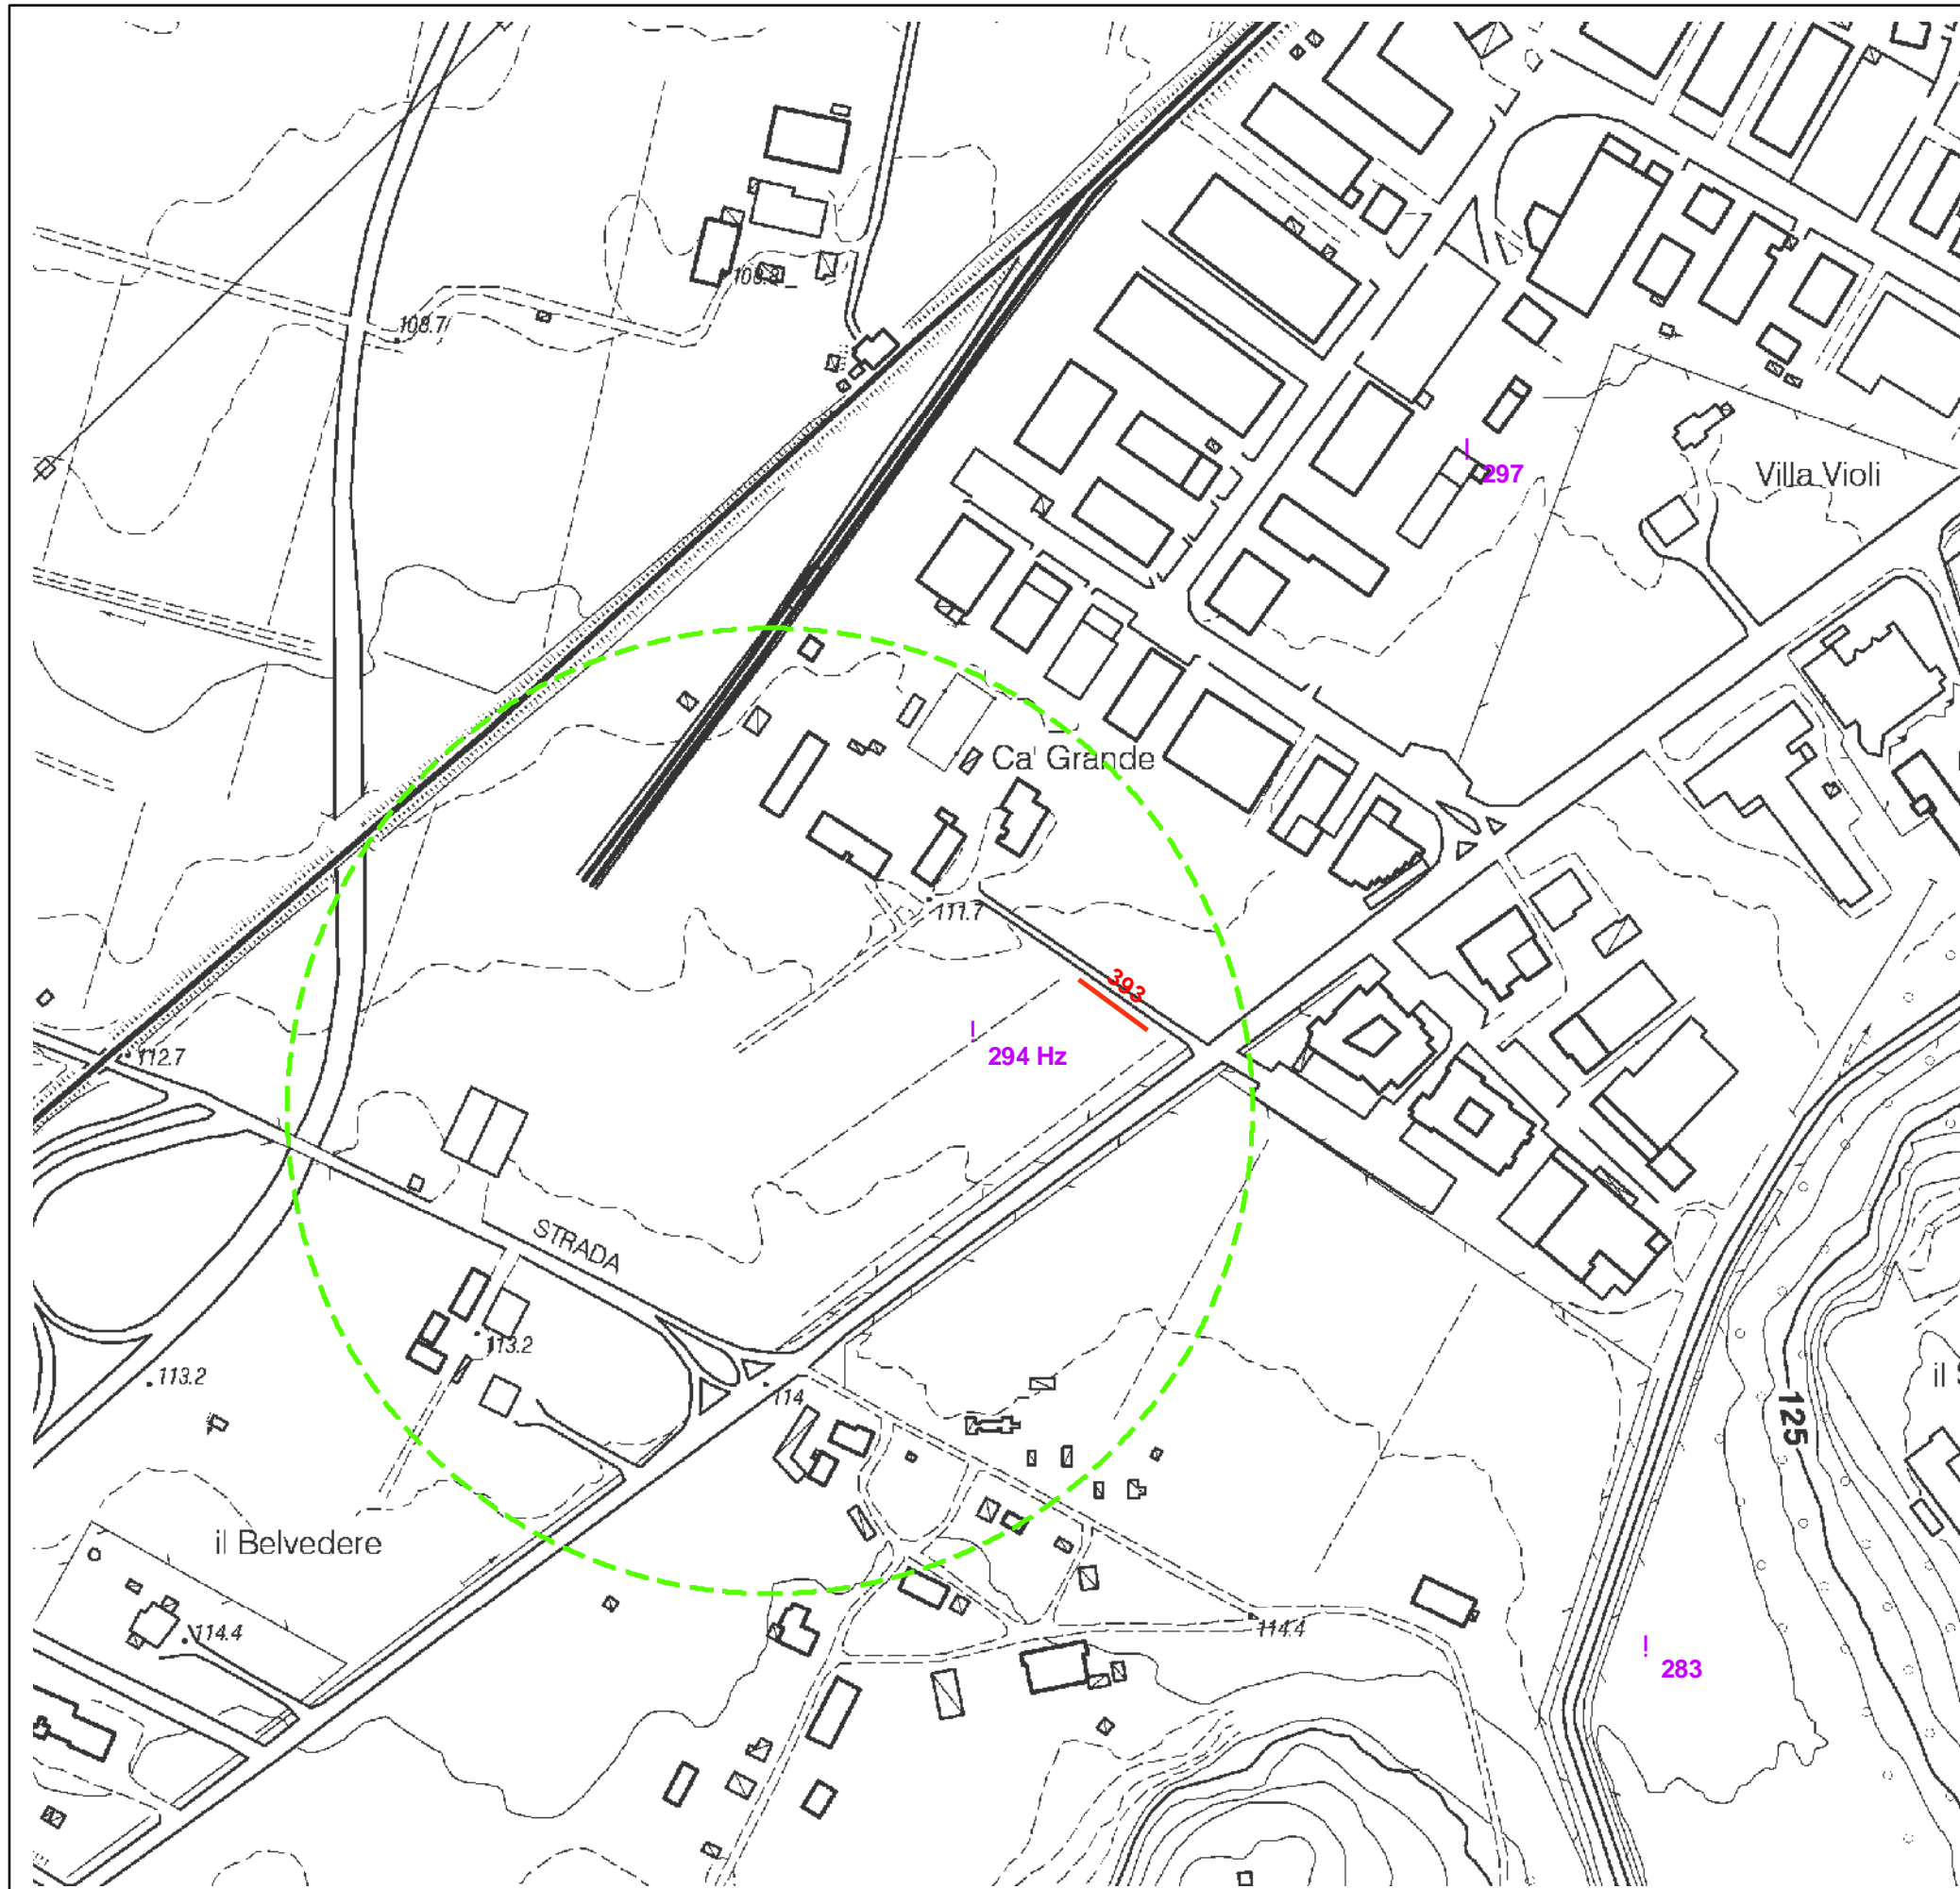 108.8
108.7
297
Villa Violi
Ca' Grande
111.7
393
294 Hz
112.7
STRADA
113.2
113.2
114
125
il Belvedere
114.4
114.4
283